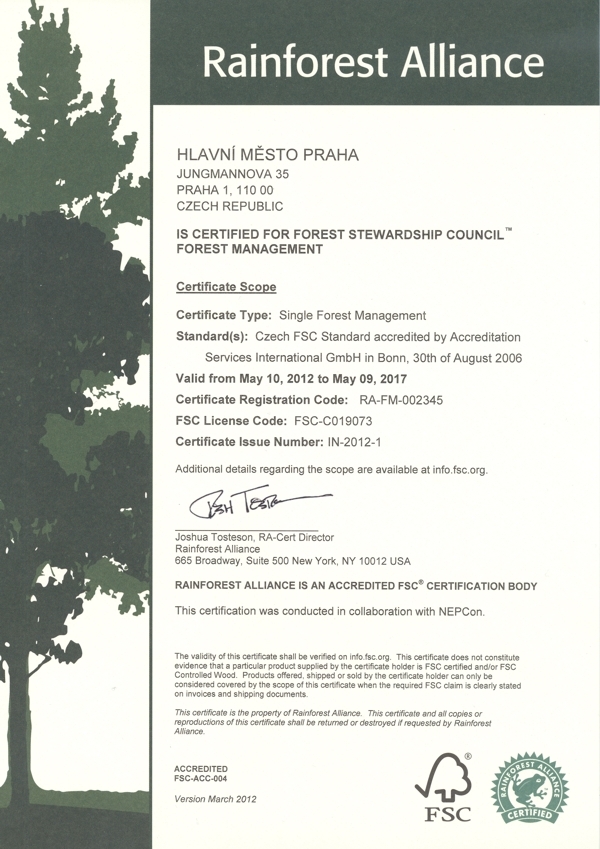 Rainforest Alliance
HLAVNÍ MĚSTO PRAHA
JUNGMANNOVA 35
PRAHA 1, 110 00
CZECH REPUBLIC
IS CERTIFIED FOR FOREST STEWARDSHIP COUNCIL™
FOREST MANAGEMENT
Certificate Scope
Certificate Type: Single Forest Management
Standard(s): Czech FSC Standard accredited by Accreditation
Services International GmbH in Bonn, 30th of August 2006
Valid from May 10, 2012 to May 09, 2017
Certificate Registration Code: RA-FM-002345
FSC License Code: FSC-C019073
Certificate Issue Number: IN-2012-1
Additional details regarding the scope are available at info.fsc.org.
Joshua Tosteson, RA-Cert Director
Rainforest Alliance
665 Broadway, Suite 500 New York, NY 10012 USA
RAINFOREST ALLIANCE IS AN ACCREDITED FSC® CERTIFICATION BODY
This certification was conducted in collaboration with NEPCon.
The validity of this certificate shall be verified on info.fsc.org. This certificate does not constitute
evidence that a particular product supplied by the certificate holder is FSC certified and/or FSC
Controlled Wood. Products offered, shipped or sold by the certificate holder can only be
considered covered by the scope of this certificate when the required FSC claim is clearly stated
on invoices and shipping documents.
This certificate is the property of Rainforest Alliance. This certificate and all copies or
reproductions of this certificate shall be returned or destroyed if requested by Rainforest
Alliance.
ACCREDITED
FSC-ACC-004
Version March 2012
®
FSC
RAINFOREST ALLIANCE
CERTIFIED